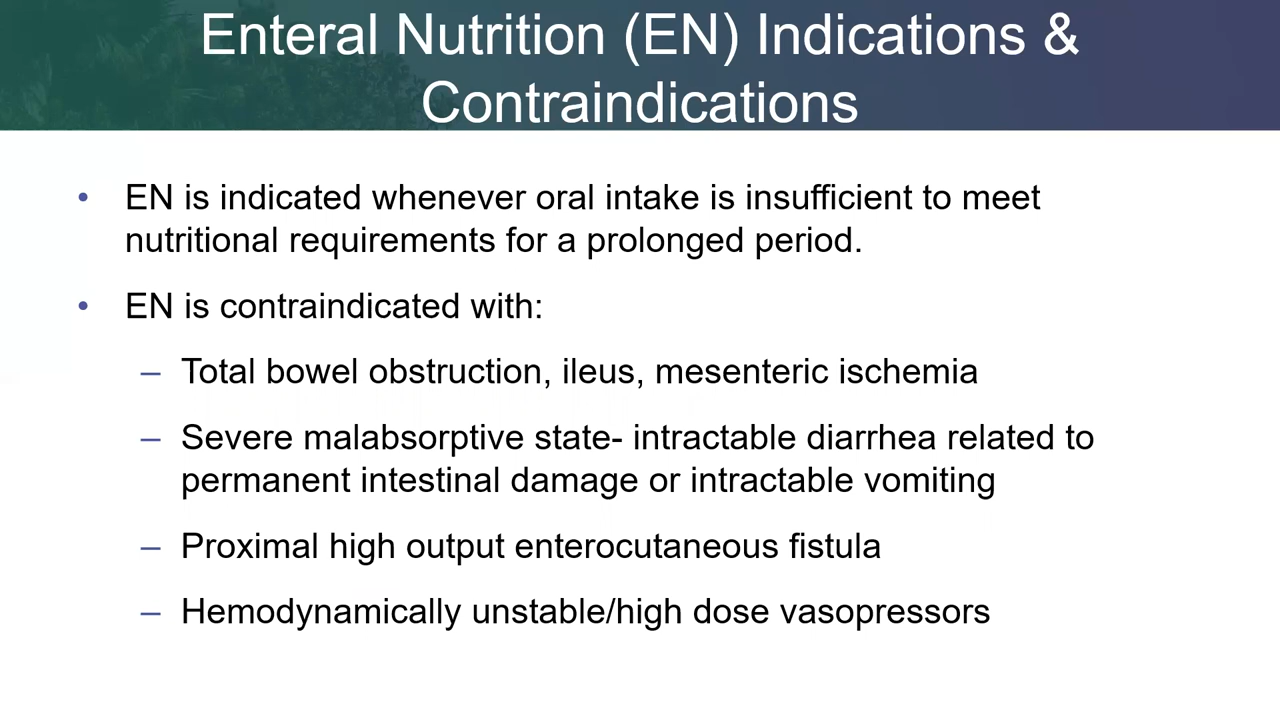 Enteral Nutrition (EN) Indications &
Contraindications
• EN is indicated whenever oral intake is insufficient to meet
nutritional requirements for a prolonged period.
• EN is contraindicated with:
– Total bowel obstruction, ileus, mesenteric ischemia
– Severe malabsorptive state- intractable diarrhea related to
permanent intestinal damage or intractable vomiting
– Proximal high output enterocutaneous fistula
– Hemodynamically unstable/high dose vasopressors